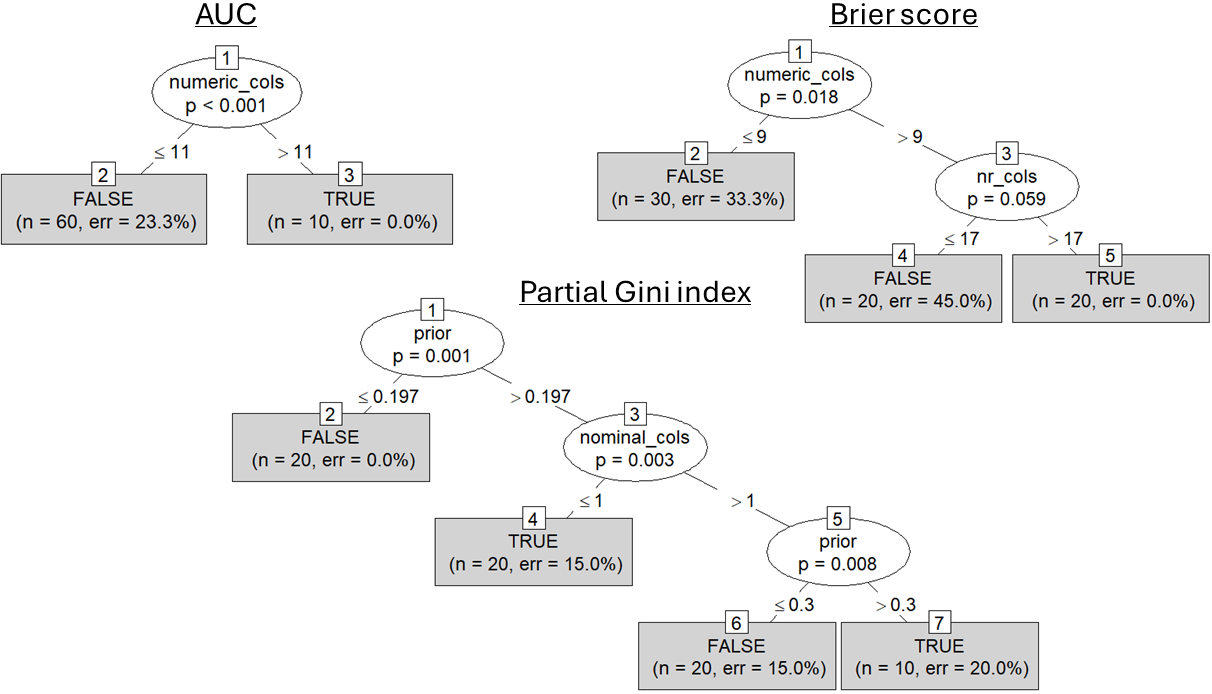 AUC
1
numeric_cols
p < 0.001
≤ 11
> 11
2
FALSE
(n = 60, err = 23.3%)
3
TRUE
(n = 10, err = 0.0%)
Brier score
1
numeric_cols
p = 0.018
≤ 9
> 9
2
FALSE
(n = 30, err = 33.3%)
3
nr_cols
p = 0.059
≤ 17
> 17
4
FALSE
(n = 20, err = 45.0%)
5
TRUE
(n = 20, err = 0.0%)
Partial Gini index
1
prior
p = 0.001
≤ 0.197
> 0.197
2
FALSE
(n = 20, err = 0.0%)
3
nominal_cols
p = 0.003
≤ 1
> 1
4
TRUE
(n = 20, err = 15.0%)
5
prior
p = 0.008
≤ 0.3
> 0.3
6
FALSE
(n = 20, err = 15.0%)
7
TRUE
(n = 10, err = 20.0%)